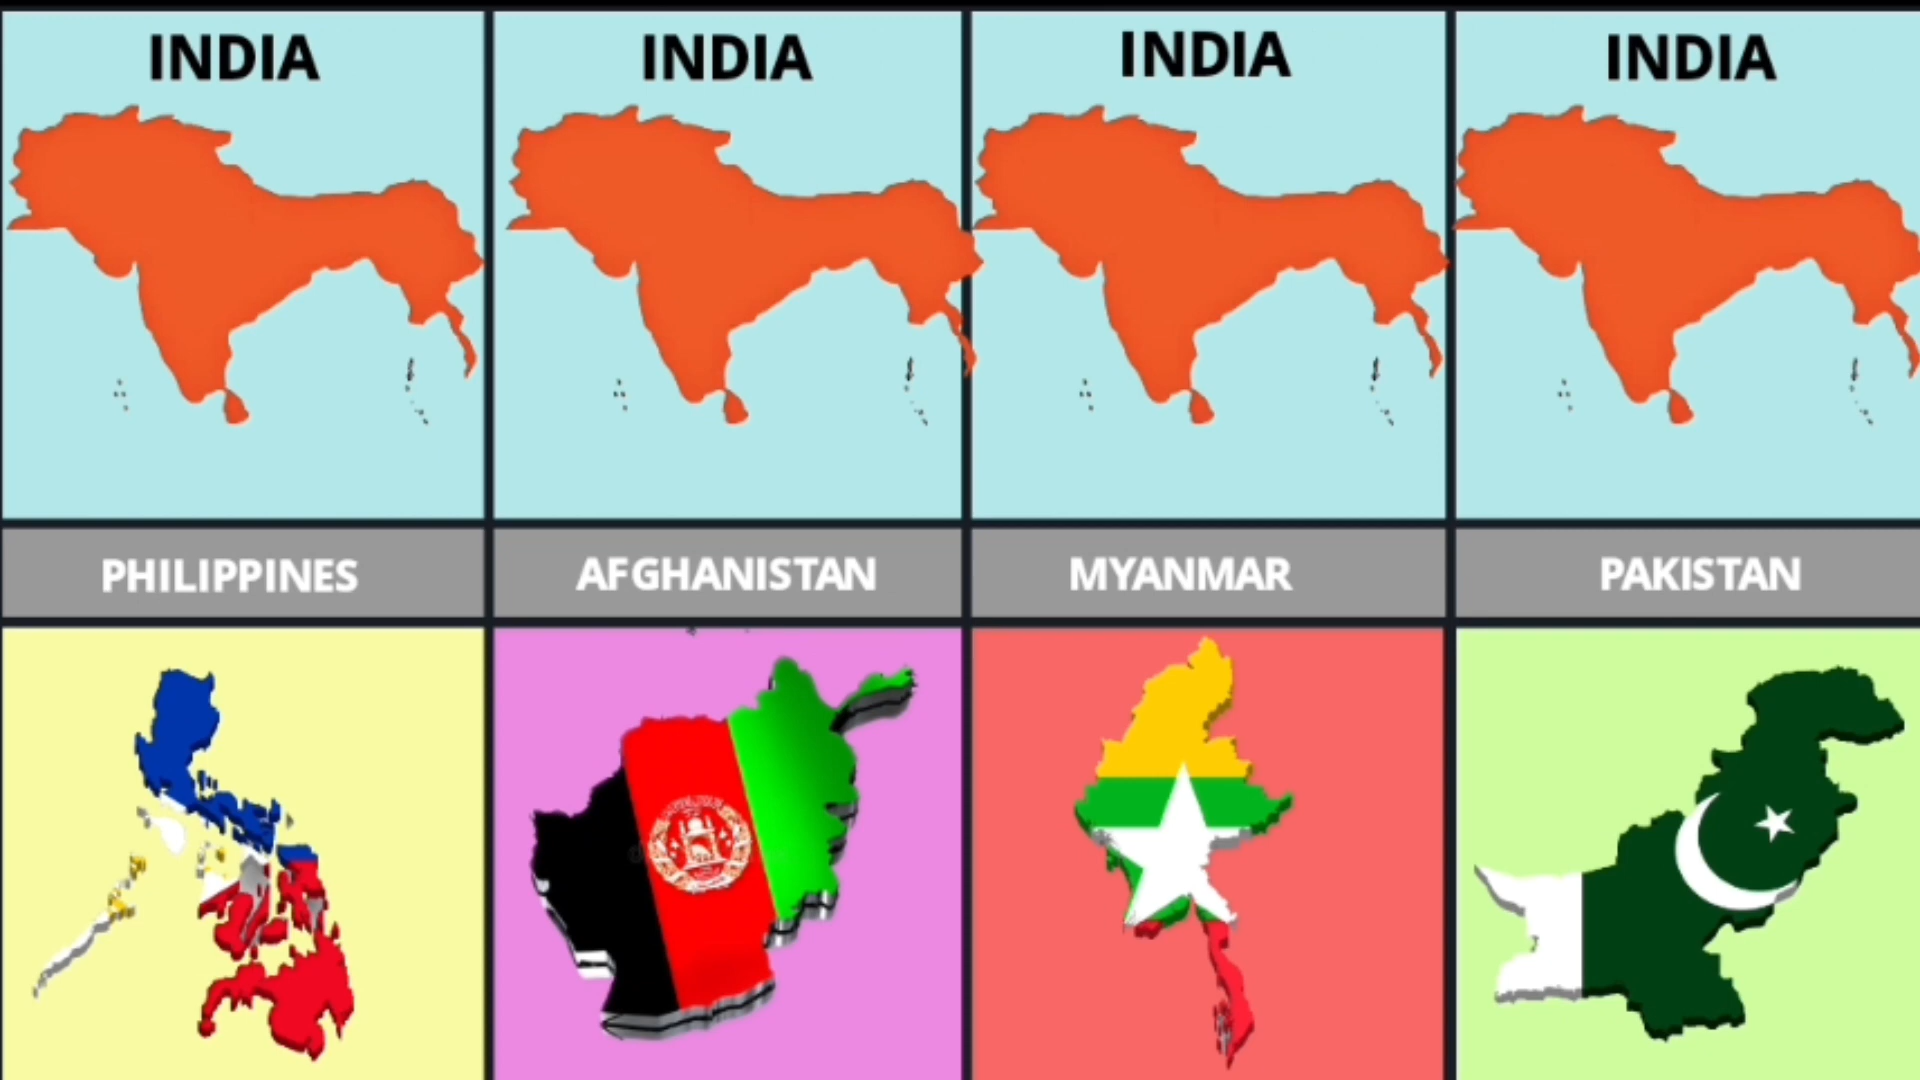 INDIA
INDIA
INDIA
INDIA
PHILIPPINES
AFGHANISTAN
MYANMAR
PAKISTAN